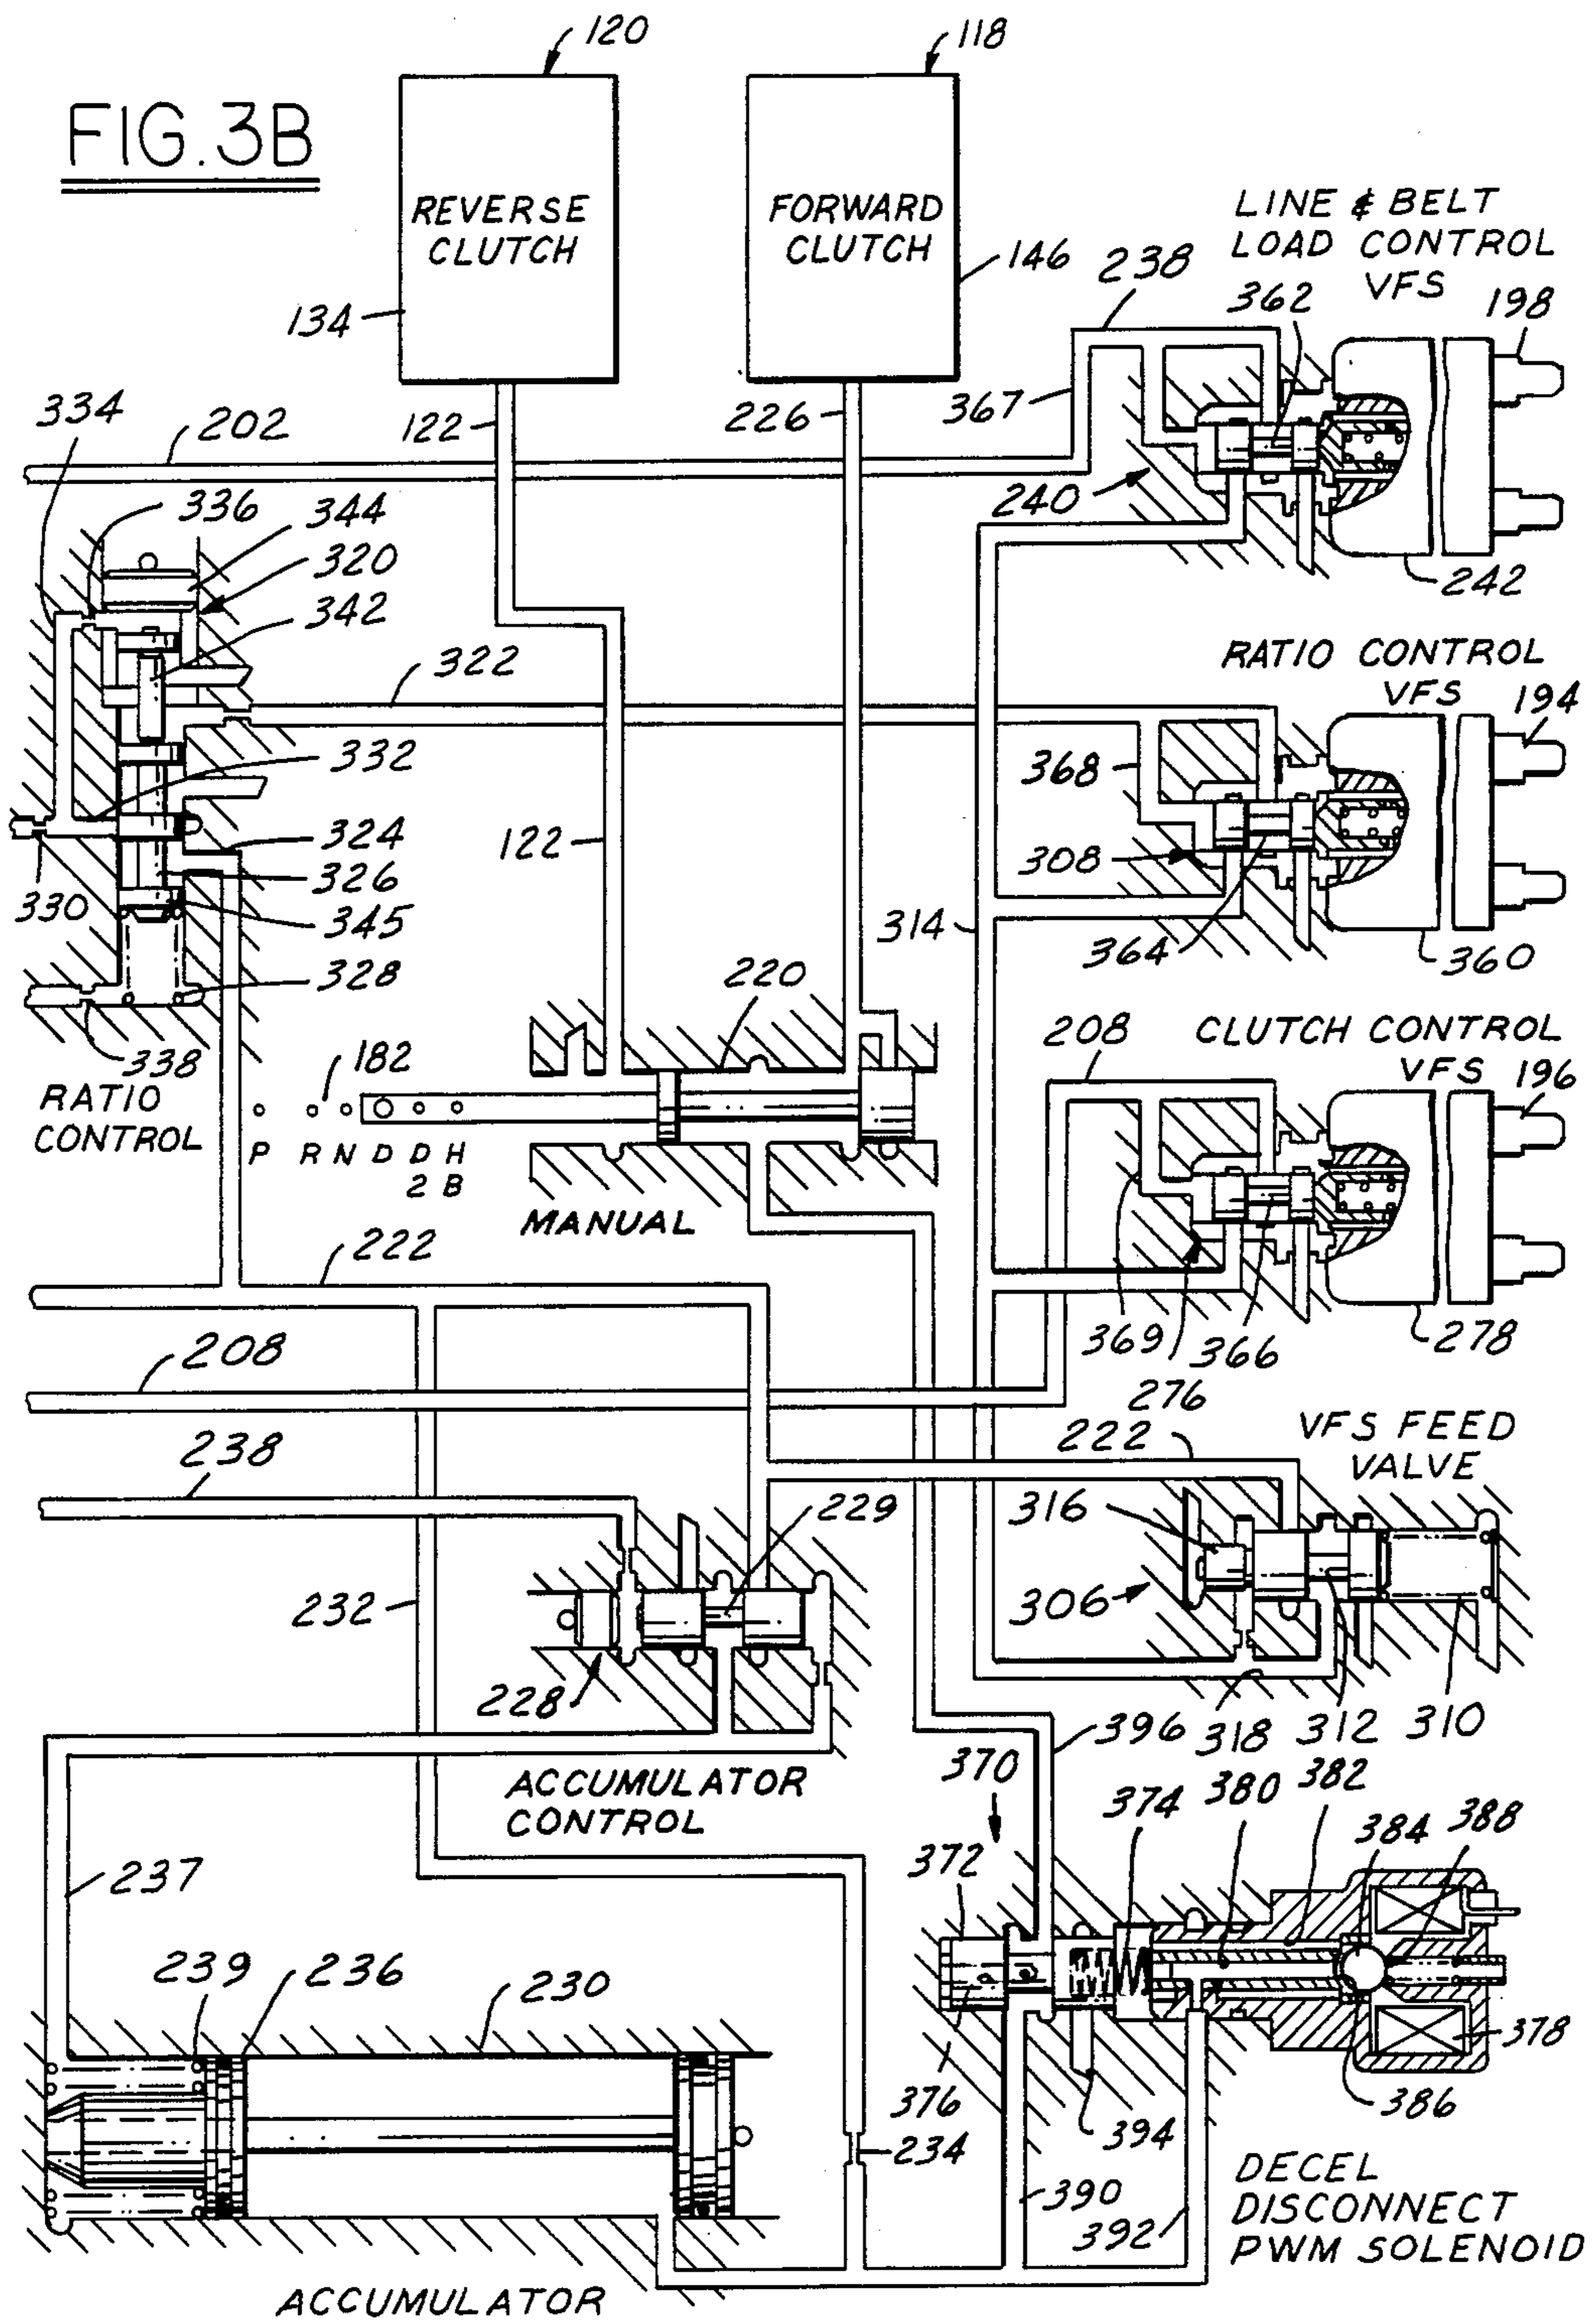 120
118
FIG.3B
REVERSE
CLUTCH
FORWARD
CLUTCH
LINE & BELT
LOAD CONTROL
VFS
134
146
238
362
198
334
202
122
226
367
336
344
240
320
242
342
322
RATIO CONTROL
VFS
194
332
368
122
324
308
326
330
345
314
364
360
328
220
338
208
CLUTCH CONTROL
VFS
196
182
RATIO
CONTROL
P R N D D H
2 B
MANUAL
222
369
366
278
208
276
238
222
VFS FEED
VALVE
229
316
232
306
228
318
312
310
396
ACCUMULATOR
CONTROL
370
374
380
382
384
388
372
237
239
236
230
378
376
386
394
234
390
392
DECEL
DISCONNECT
PWM SOLENOID
ACCUMULATOR